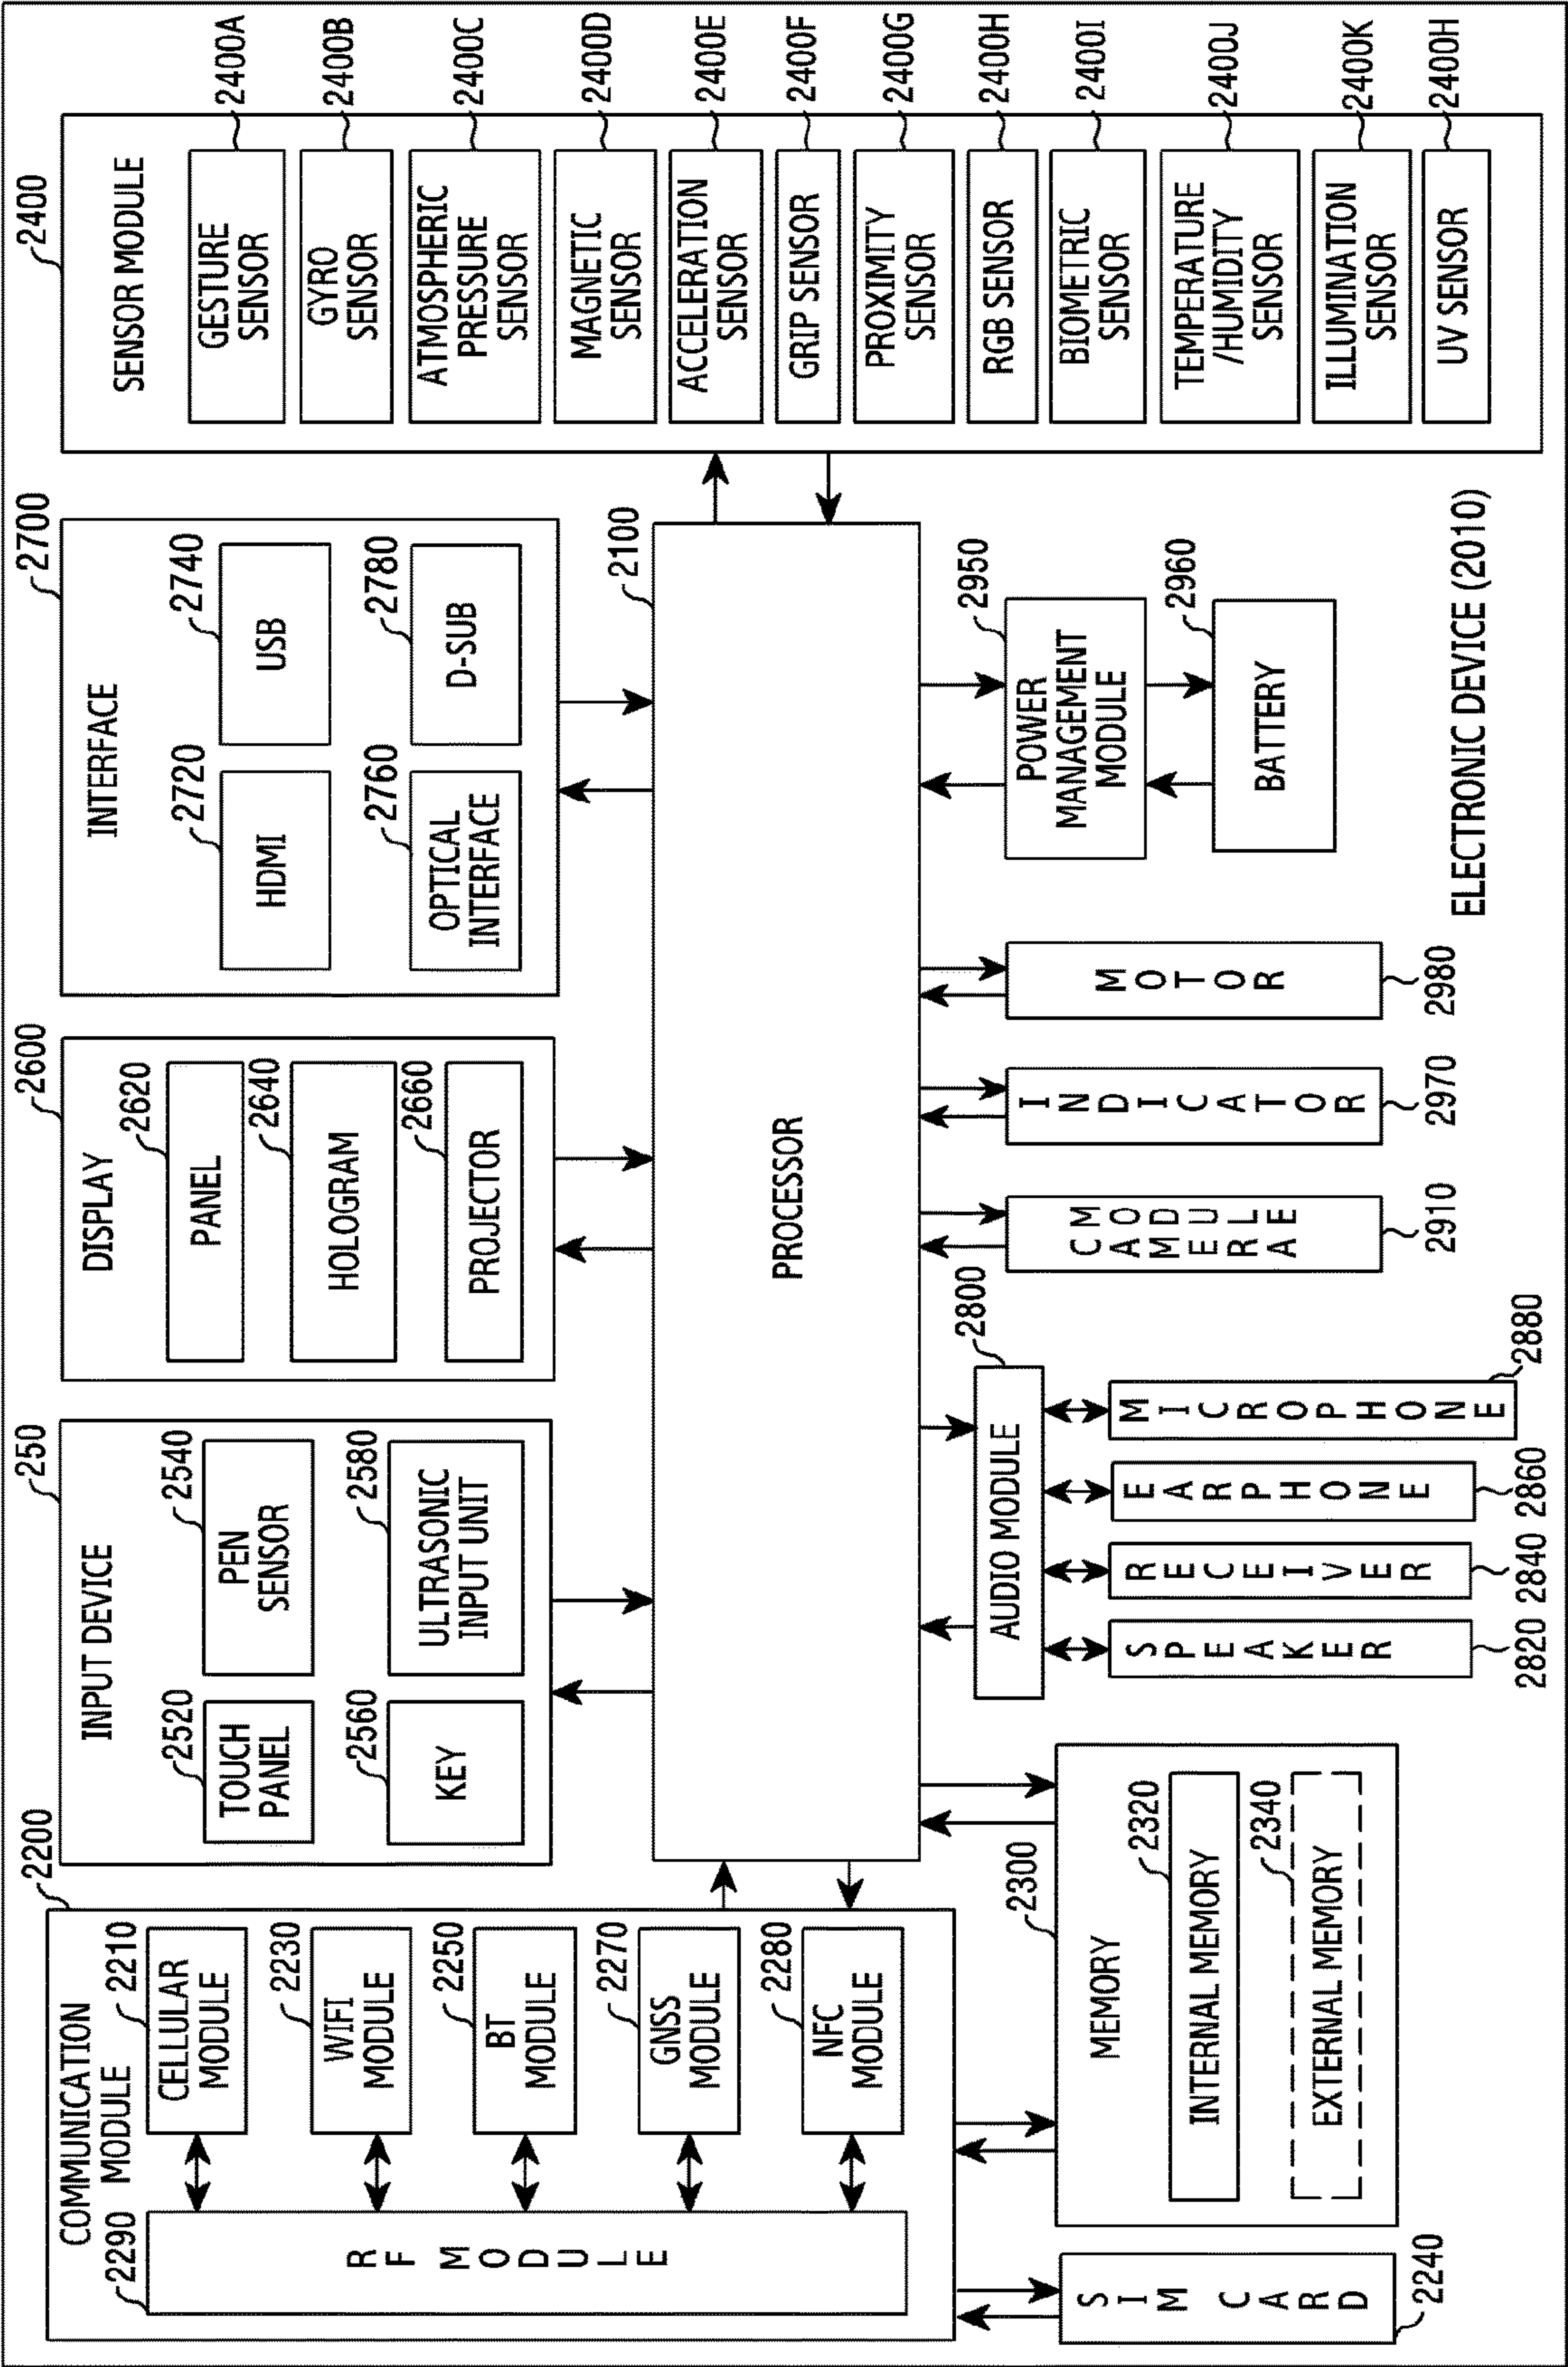 COMMUNICATION
MODULE
2200
2290
RF MODULE
2210
CELLULAR
MODULE
2230
WIFI
MODULE
2250
BT
MODULE
2270
GNSS
MODULE
2280
NFC
MODULE
250
INPUT DEVICE
2520
TOUCH
PANEL
2540
PEN
SENSOR
2560
KEY
2580
ULTRASONIC
INPUT UNIT
2600
DISPLAY
2620
PANEL
2640
HOLOGRAM
2660
PROJECTOR
2700
INTERFACE
2720
HDMI
2740
USB
2760
OPTICAL
INTERFACE
2780
D-SUB
2400
SENSOR MODULE
GESTURE
SENSOR
2400A
GYRO
SENSOR
2400B
ATMOSPHERIC
PRESSURE
SENSOR
2400C
MAGNETIC
SENSOR
2400D
ACCELERATION
SENSOR
2400E
GRIP SENSOR
2400F
PROXIMITY
SENSOR
2400G
RGB SENSOR
2400H
BIOMETRIC
SENSOR
2400I
TEMPERATURE
/HUMIDITY
SENSOR
2400J
ILLUMINATION
SENSOR
2400K
UV SENSOR
2400H
2100
PROCESSOR
SIM CARD
2240
2300
MEMORY
2320
INTERNAL MEMORY
2340
EXTERNAL MEMORY
2800
AUDIO MODULE
SPEAKER
2820
RECEIVER
2840
EARPHONE
2860
MICROPHONE
2880
CAMERA
MODULE
2910
INDICATOR
2970
MOTOR
2980
2950
POWER
MANAGEMENT
MODULE
2960
BATTERY
ELECTRONIC DEVICE (2010)